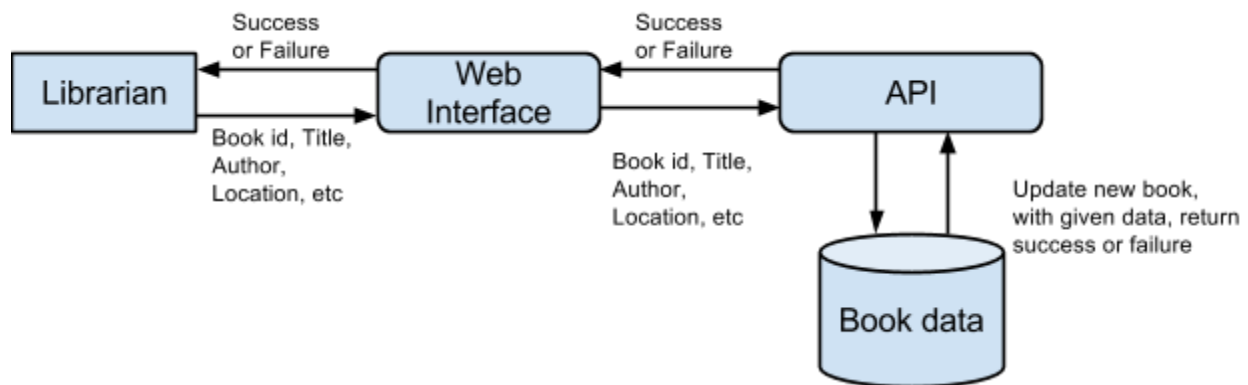 Success
or Failure
Success
or Failure
Librarian
Web
Interface
API
Book id, Title,
Author,
Location, etc
Book id, Title,
Author,
Location, etc
Update new book,
with given data, return
success or failure
Book data